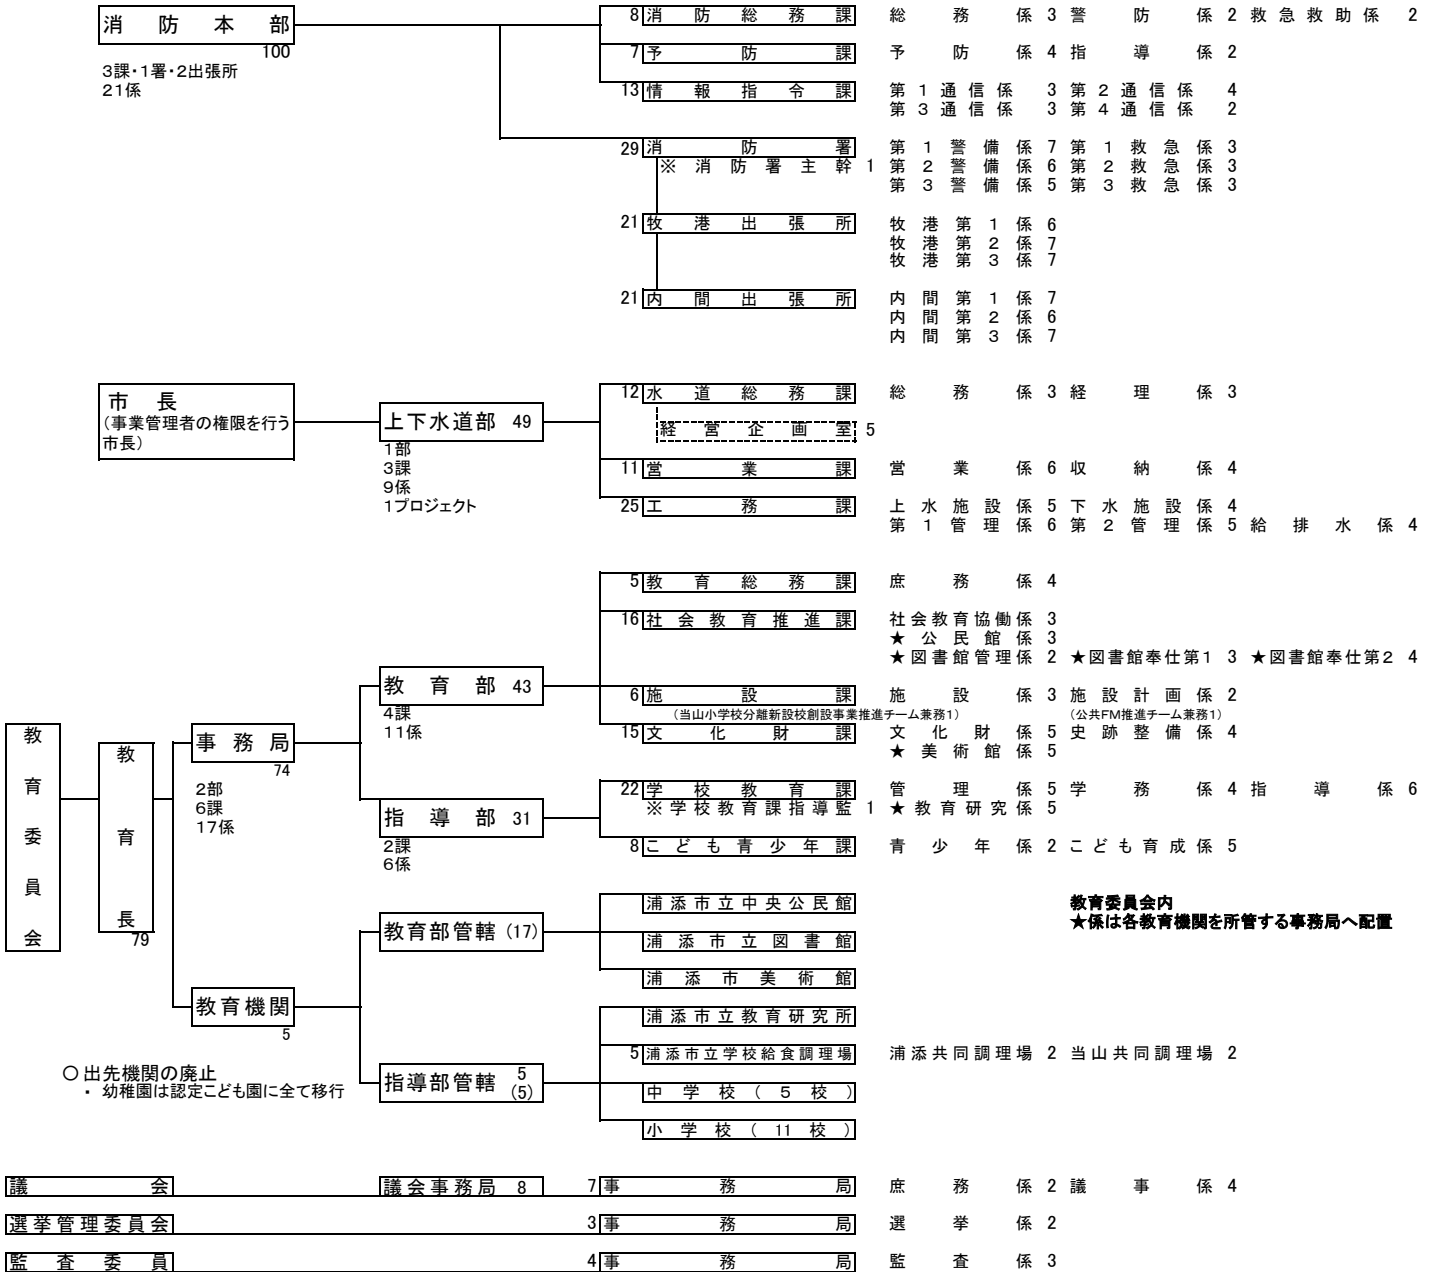 消防本部 8 消防総務課 総務係 3 警防係 2 救急救助係 2
100 7 予防課 予防係 4 指導係 2
3課・1署・2出張所
21係 13 情報指令課 第1通信係 3 第2通信係 4
第3通信係 3 第4通信係 2
29 消防署 第1警備係 7 第1救急係 3
※消防署主幹 1 第2警備係 6 第2救急係 3
第3警備係 5 第3救急係 3
21 牧港出張所 牧港第1係 6
牧港第2係 7
牧港第3係 7
21 内間出張所 内間第1係 7
内間第2係 6
内間第3係 7
市長
(事業管理者の権限を行う
市長)
上下水道部 49
1部
3課
9係
1プロジェクト
12 水道総務課 総務係 3 経理係 3
経営企画室 5
11 営業課 営業係 6 収納係 4
25 工務課 上水施設係 5 下水施設係 4
第1管理係 6 第2管理係 5 給排水係 4
教育委員会
教育長
79
事務局
74
2部
6課
17係
教育部 43
4課
11係
5 教育総務課 庶務係 4
16 社会教育推進課 社会教育協働係 3
★公民館係 3
★図書館管理係 2 ★図書館奉仕第1 3 ★図書館奉仕第2 4
6 施設課 施設係 3 施設計画係 2
(当山小学校分離新設校創設事業推進チーム兼務1) (公共FM推進チーム兼務1)
15 文化財課 文化財係 5 史跡整備係 4
★美術館係 5
指導部 31
2課
6係
22 学校教育課 管理係 5 学務係 4 指導係 6
※学校教育課指導監 1 ★教育研究係 5
8 こども青少年課 青少年係 2 こども育成係 5
教育機関
5
教育部管轄 (17)
浦添市立中央公民館
浦添市立図書館
浦添市美術館
教育委員会内
★係は各教育機関を所管する事務局へ配置
指導部管轄 5
(5)
浦添市立教育研究所
5 浦添市立学校給食調理場 浦添共同調理場 2 当山共同調理場 2
中学校(5校)
小学校(11校)
○出先機関の廃止
・ 幼稚園は認定こども園に全て移行
議会 議会事務局 8 7 事務局 庶務係 2 議事係 4
選挙管理委員会 3 事務局 選挙係 2
監査委員 4 事務局 監査係 3